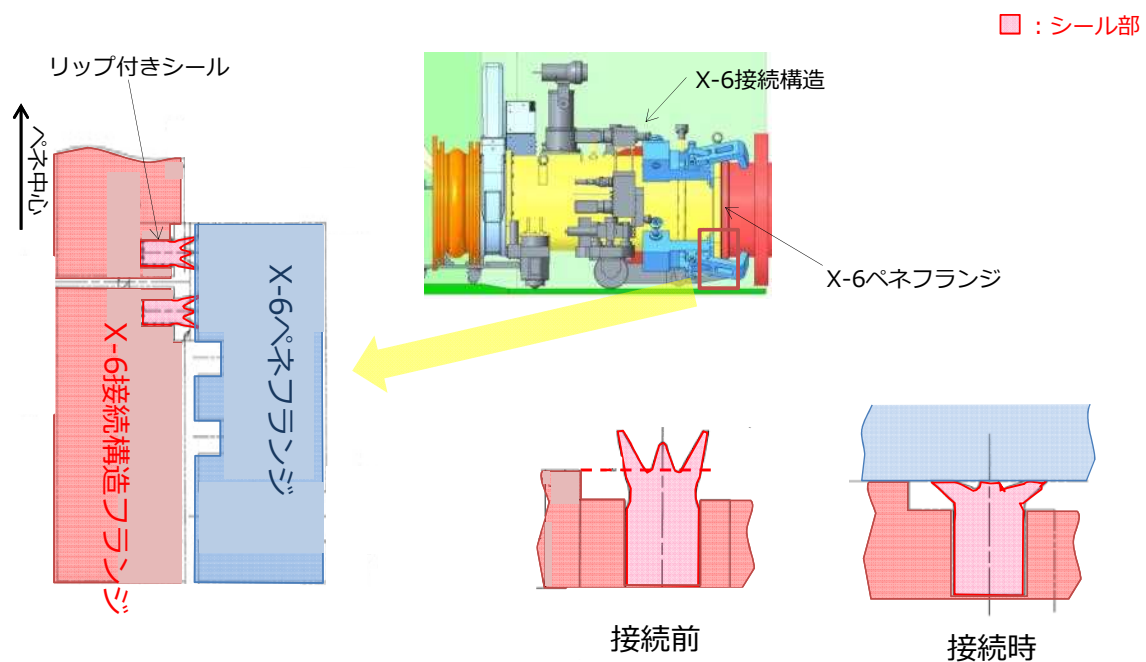 ：シール部
リップ付きシール
X-6接続構造
ペネ中心
X-6ペネフランジ
X-6接続構造フランジ
X-6ペネフランジ
接続前
接続時